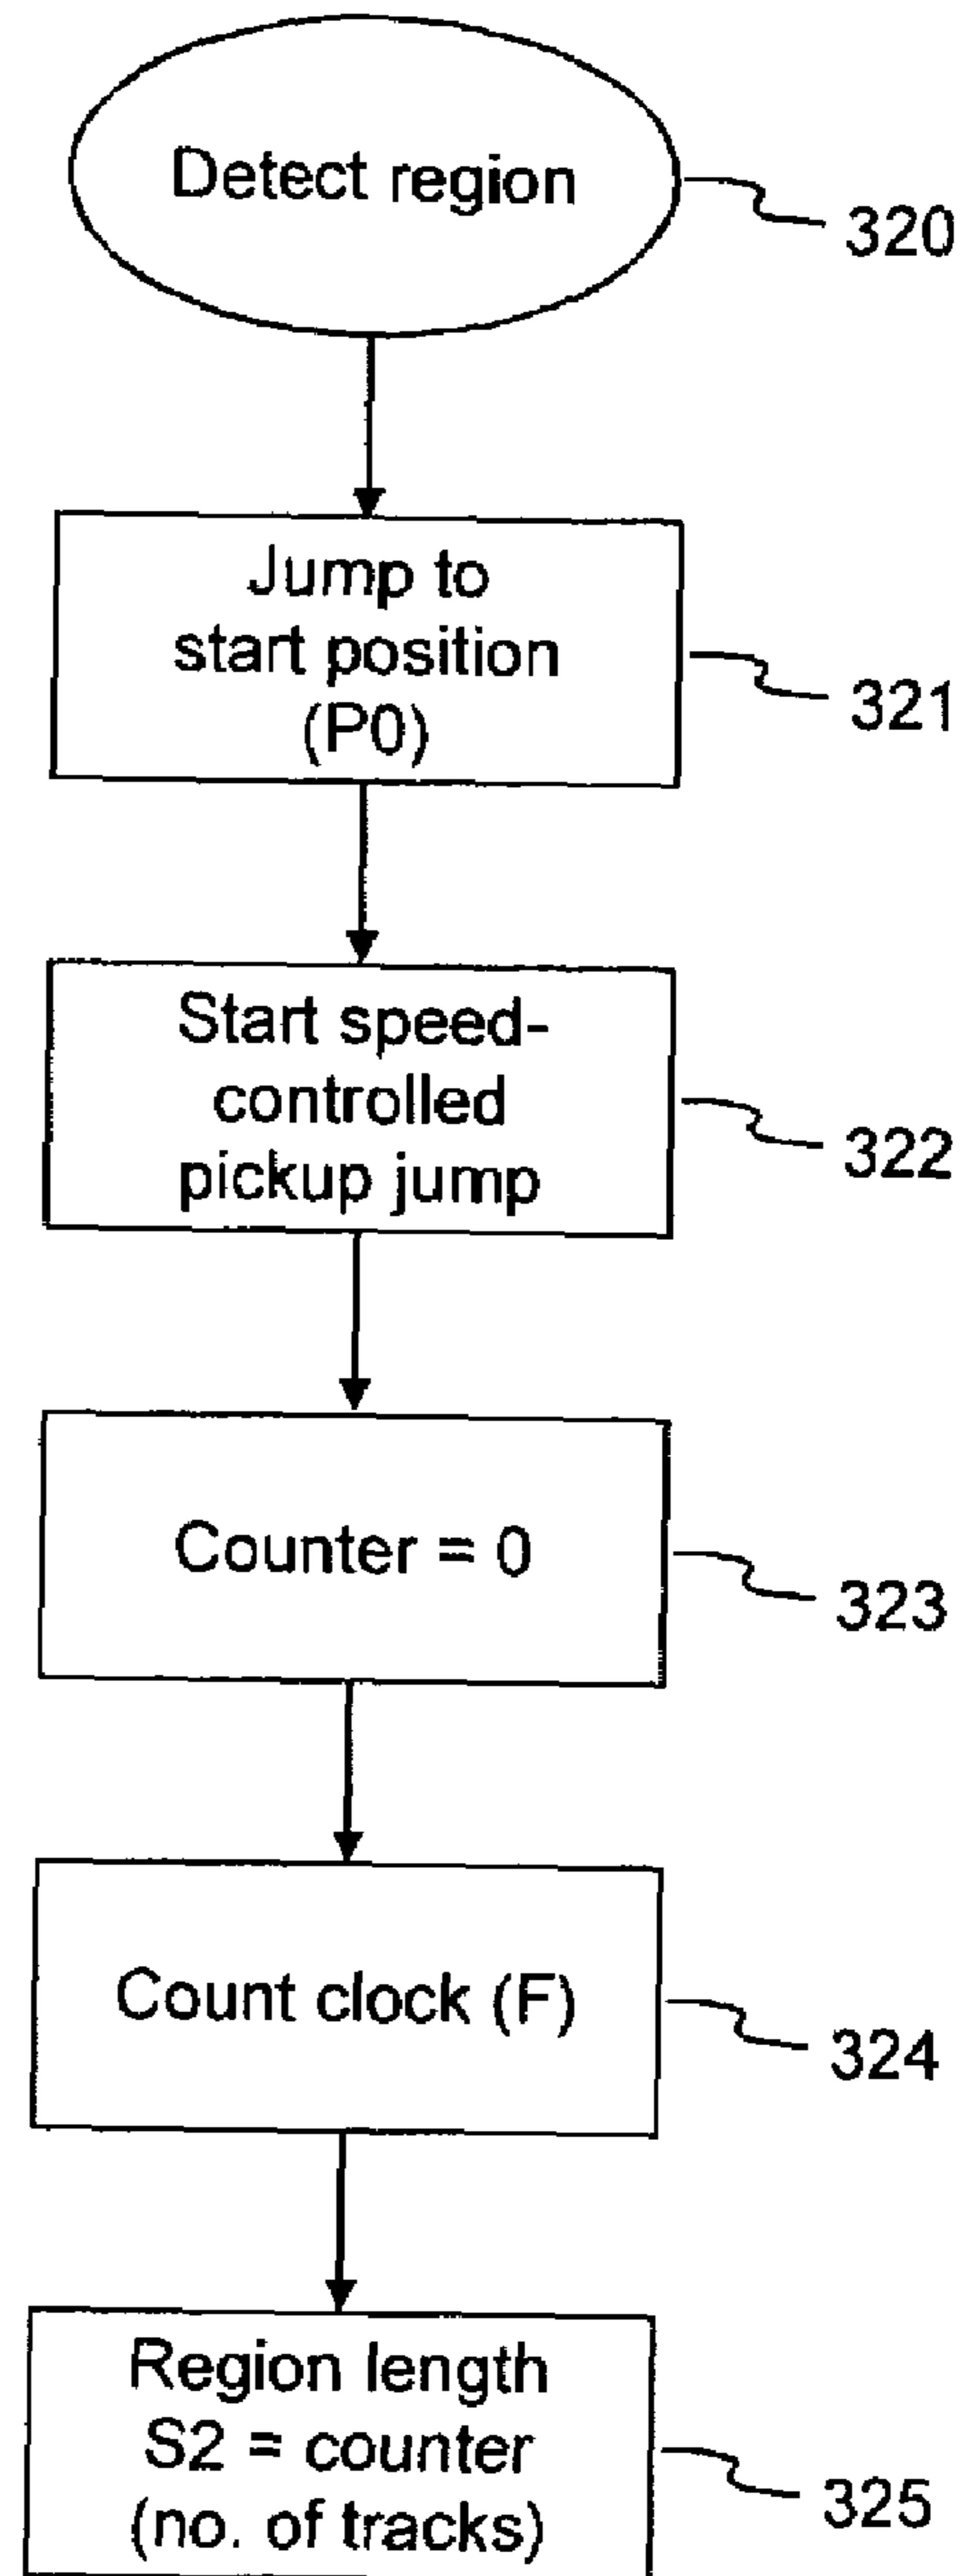 Detect region
320
Jump to
start position
(P0)
321
Start speed-
controlled
pickup jump
322
Counter = 0
323
Count clock (F)
324
Region length
S2 = counter
(no. of tracks)
325